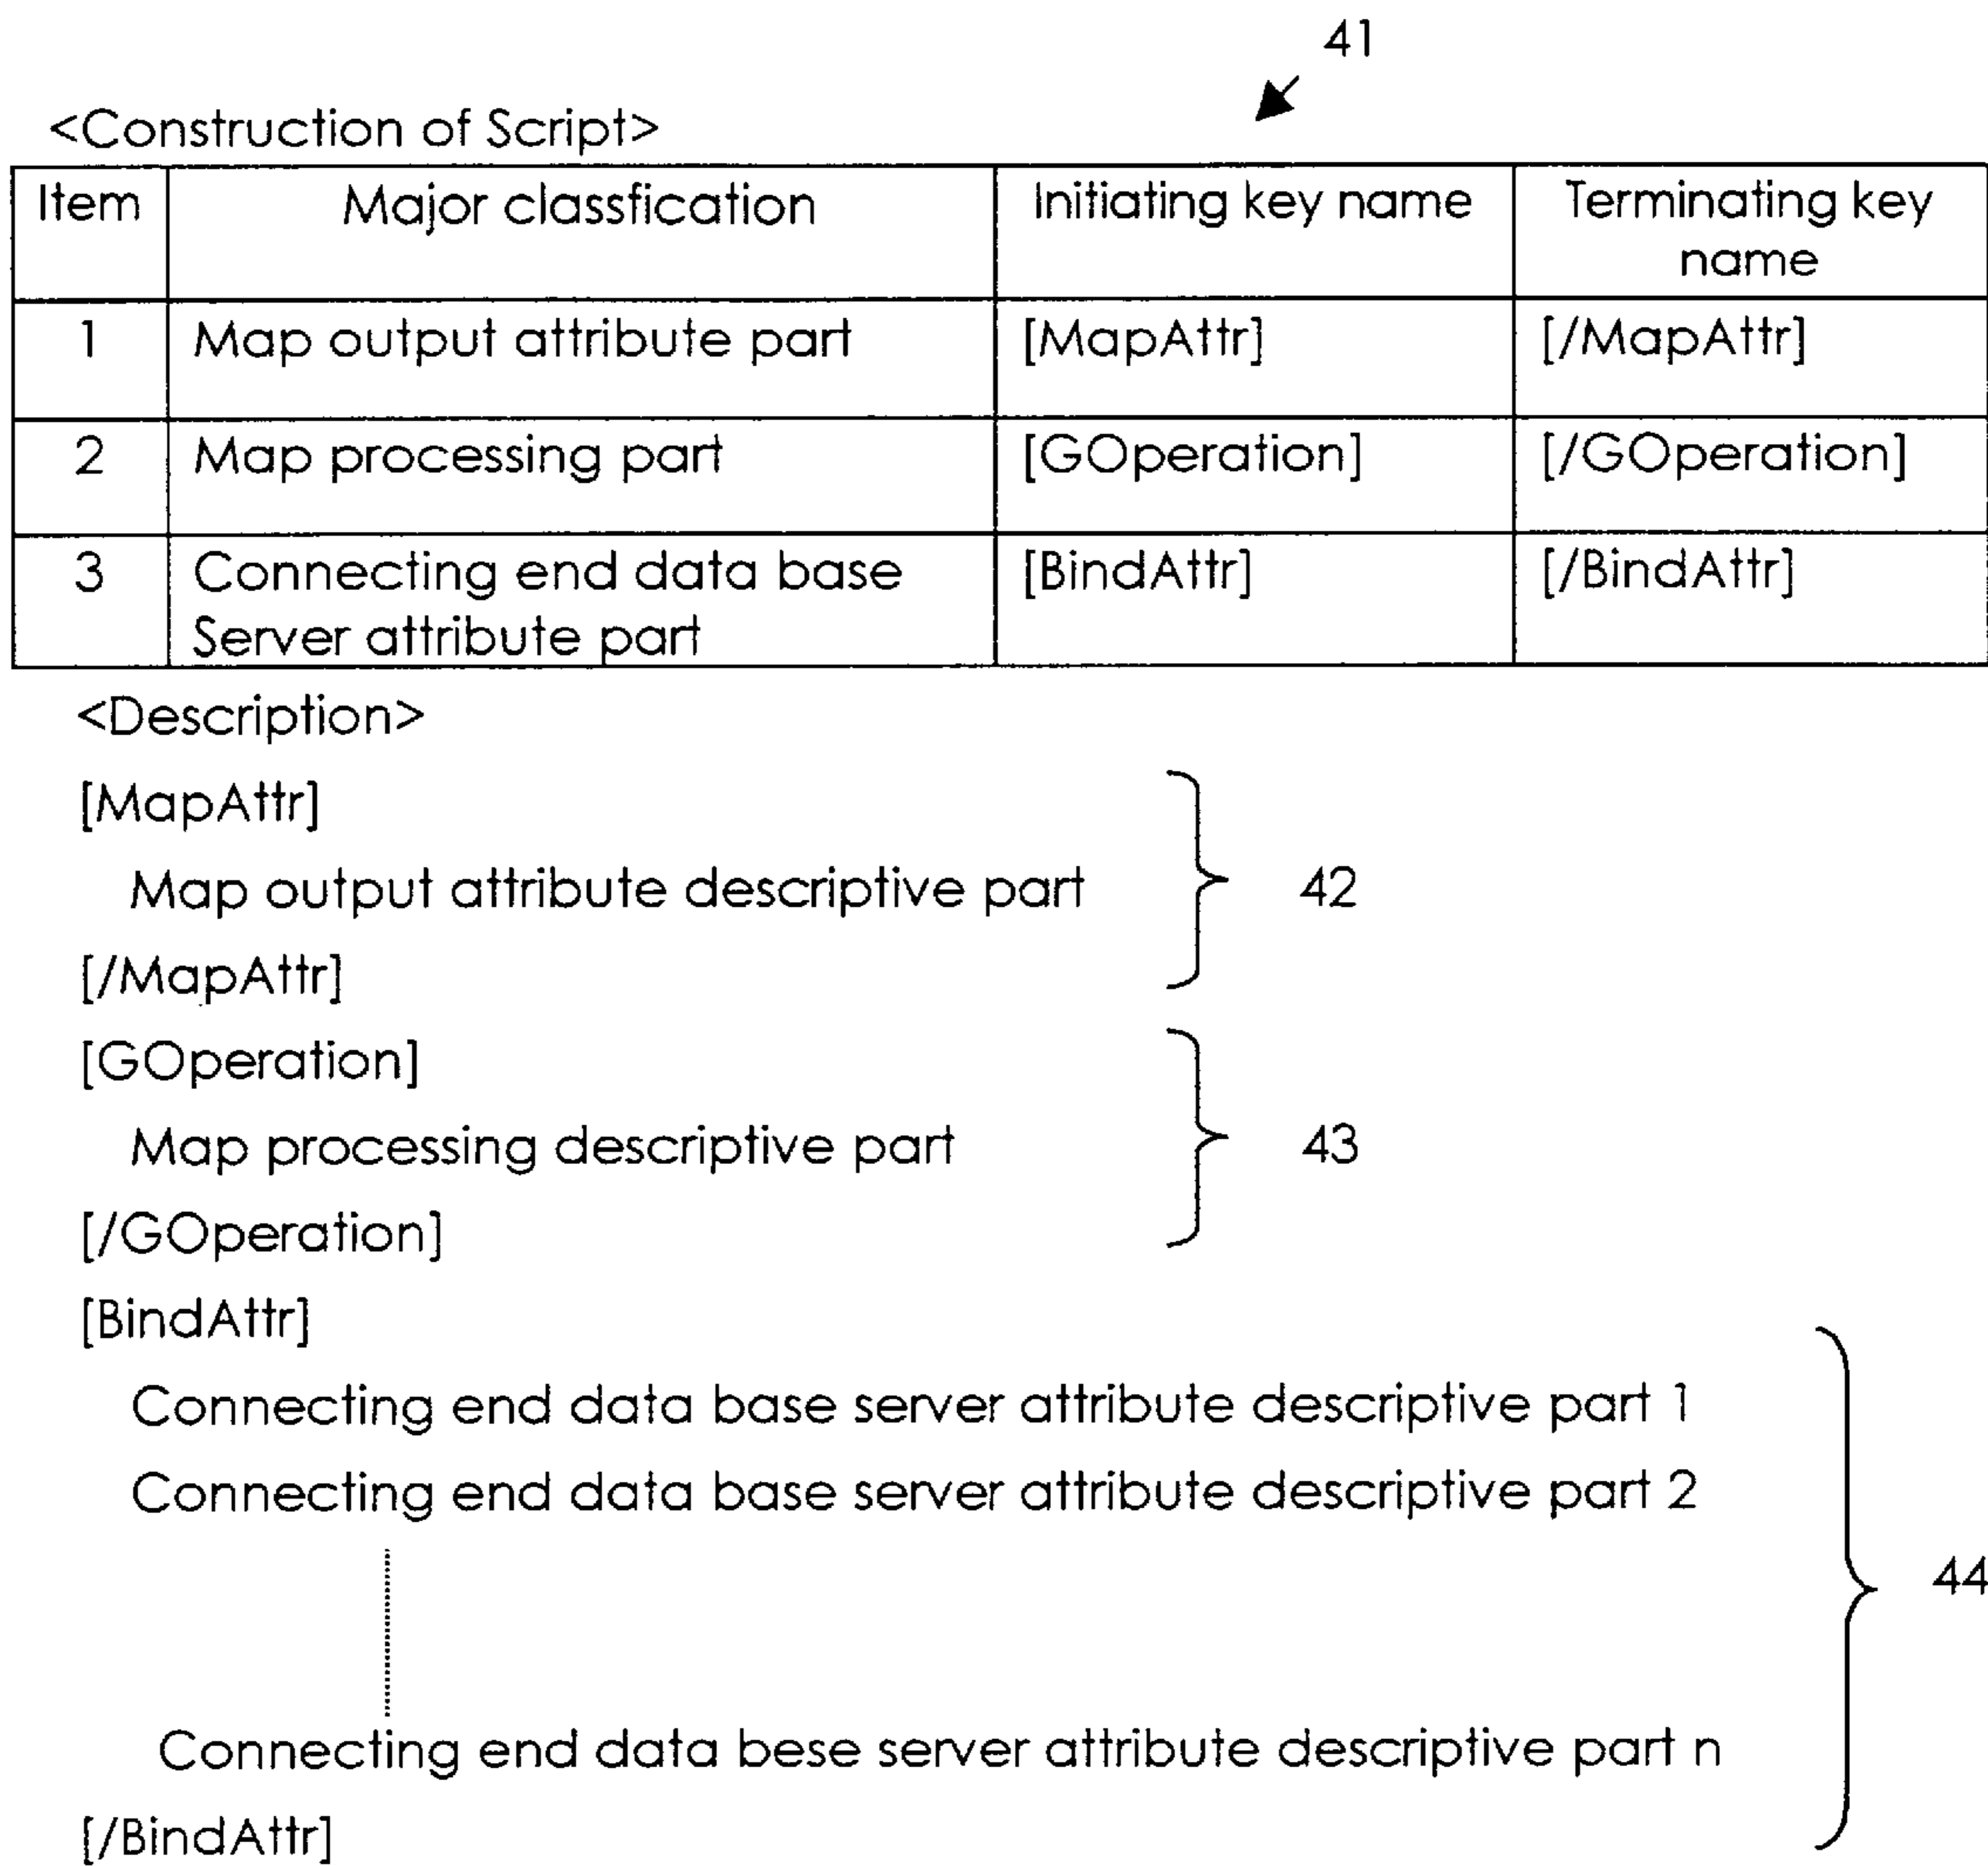 41
<Construction of Script>
Item Major classfication Initiating key name Terminating key
name
1 Map output attribute part [MapAttr] [/MapAttr]
2 Map processing part [GOperation] [/GOperation]
3 Connecting end data base [BindAttr] [/BindAttr]
Server attribute part
<Description>
[MapAttr]
Map output attribute descriptive part 42
[/MapAttr]
[GOperation]
Map processing descriptive part 43
[/GOperation]
[BindAttr]
Connecting end data base server attribute descriptive part 1
Connecting end data base server attribute descriptive part 2
44
Connecting end data bese server attribute descriptive part n
[/BindAttr]